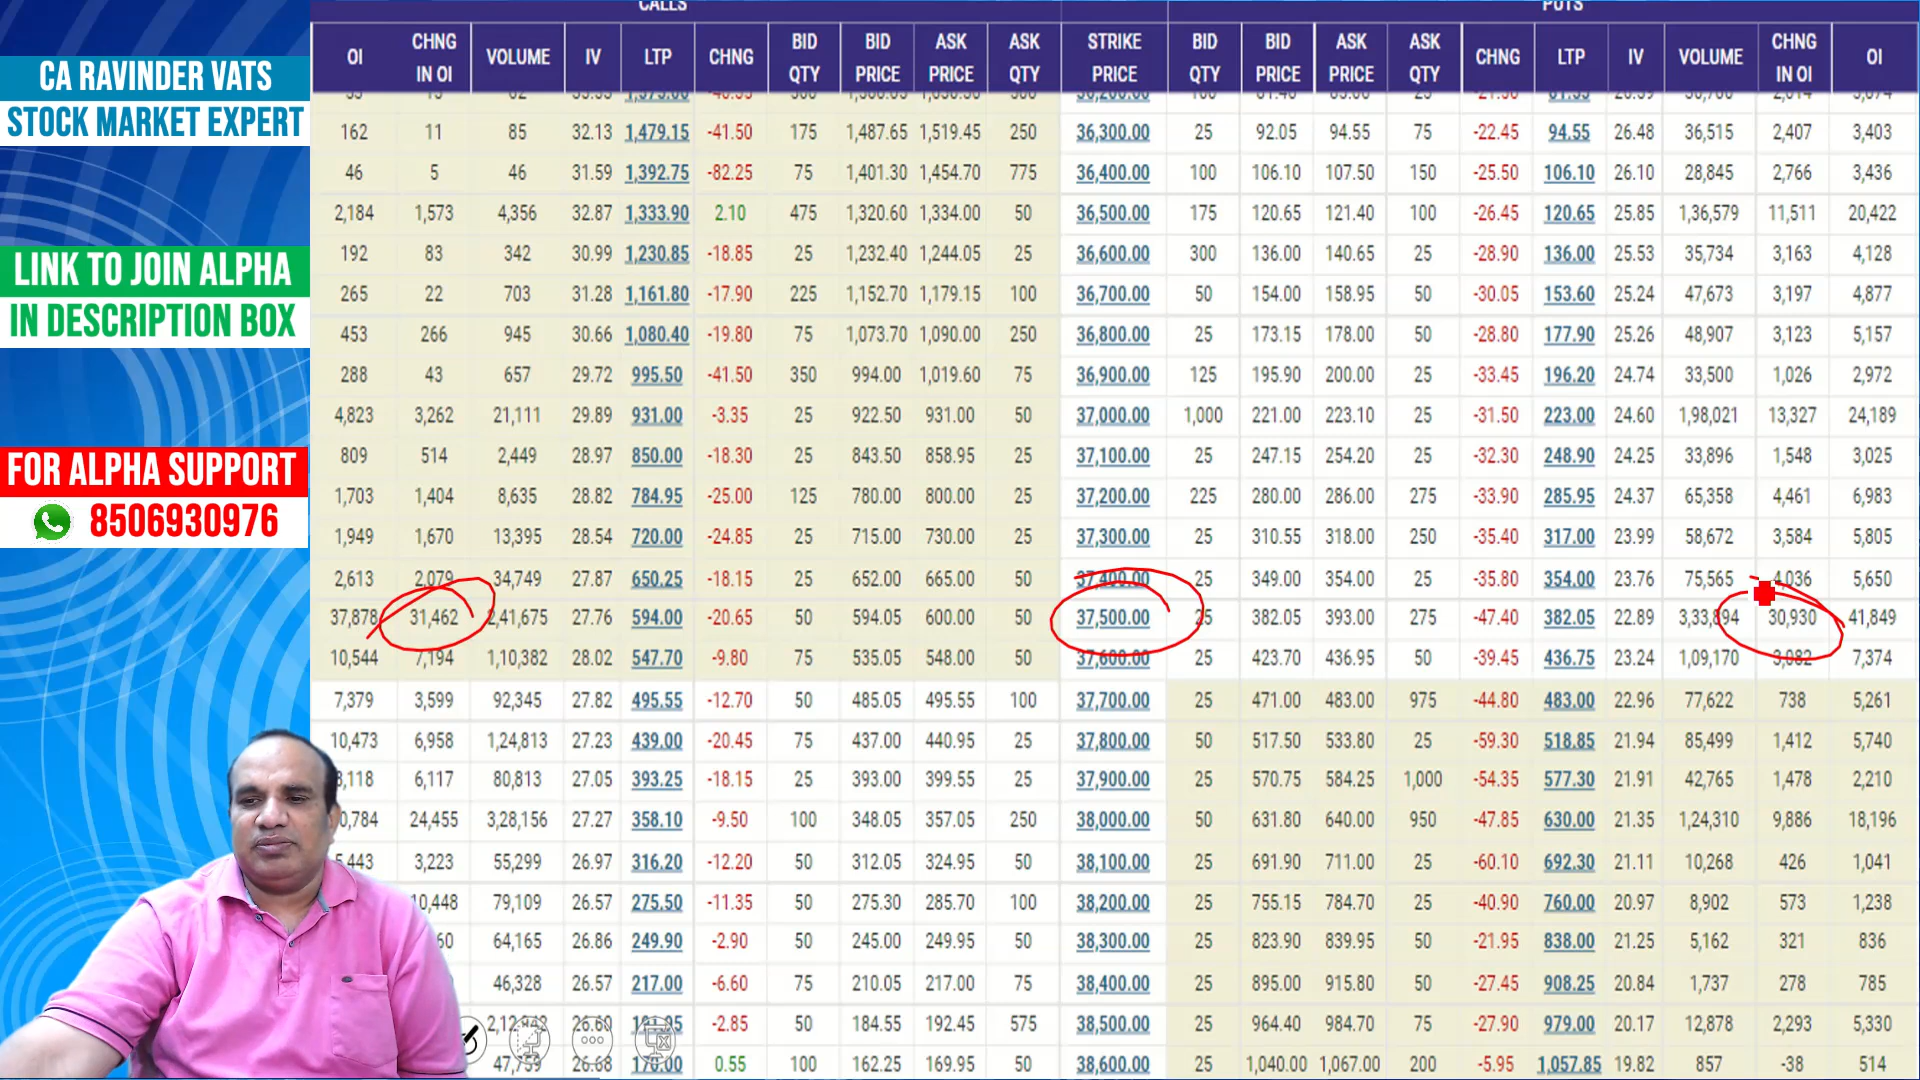 CALLS PUTS
CA RAVINDER VATS
STOCK MARKET EXPERT
LINK TO JOIN ALPHA
IN DESCRIPTION BOX
FOR ALPHA SUPPORT
8506930976
OI CHNG IN OI VOLUME IV LTP CHNG BID QTY BID PRICE ASK PRICE ASK QTY STRIKE PRICE BID QTY BID PRICE ASK PRICE ASK QTY CHNG LTP IV VOLUME CHNG IN OI OI
162 11 85 32.13 1,479.15 -41.50 175 1,487.65 1,519.45 250 36,300.00 25 92.05 94.55 75 -22.45 94.55 26.48 36,515 2,407 3,403
46 5 46 31.59 1,392.75 -82.25 75 1,401.30 1,454.70 775 36,400.00 100 106.10 107.50 150 -25.50 106.10 26.10 28,845 2,766 3,436
2,184 1,573 4,356 32.87 1,333.90 2.10 475 1,320.60 1,334.00 50 36,500.00 175 120.65 121.40 100 -26.45 120.65 25.85 1,36,579 11,511 20,422
192 83 342 30.99 1,230.85 -18.85 25 1,232.40 1,244.05 25 36,600.00 300 136.00 140.65 25 -28.90 136.00 25.53 35,734 3,163 4,128
265 22 703 31.28 1,161.80 -17.90 225 1,152.70 1,179.15 100 36,700.00 50 154.00 158.95 50 -30.05 153.60 25.24 47,673 3,197 4,877
453 266 945 30.66 1,080.40 -19.80 75 1,073.70 1,090.00 250 36,800.00 25 173.15 178.00 50 -28.80 177.90 25.26 48,907 3,123 5,157
288 43 657 29.72 995.50 -41.50 350 994.00 1,019.60 75 36,900.00 125 195.90 200.00 25 -33.45 196.20 24.74 33,500 1,026 2,972
4,823 3,262 21,111 29.89 931.00 -3.35 25 922.50 931.00 50 37,000.00 1,000 221.00 223.10 25 -31.50 223.00 24.60 1,98,021 13,327 24,189
809 514 2,449 28.97 850.00 -18.30 25 843.50 858.95 25 37,100.00 25 247.15 254.20 25 -32.30 248.90 24.25 33,896 1,548 3,025
1,703 1,404 8,635 28.82 784.95 -25.00 125 780.00 800.00 25 37,200.00 225 280.00 286.00 275 -33.90 285.95 24.37 65,358 4,461 6,983
1,949 1,670 13,395 28.54 720.00 -24.85 25 715.00 730.00 25 37,300.00 25 310.55 318.00 250 -35.40 317.00 23.99 58,672 3,584 5,805
2,613 2,079 34,749 27.87 650.25 -18.15 25 652.00 665.00 50 37,400.00 25 349.00 354.00 25 -35.80 354.00 23.76 75,565 4,036 5,650
37,878 31,462 2,41,675 27.76 594.00 -20.65 50 594.05 600.00 50 37,500.00 25 382.05 393.00 275 -47.40 382.05 22.89 3,33,894 30,930 41,849
10,544 7,194 1,10,382 28.02 547.70 -9.80 75 535.05 548.00 50 37,600.00 25 423.70 436.95 50 -39.45 436.75 23.24 1,09,170 3,082 7,374
7,379 3,599 92,345 27.82 495.55 -12.70 50 485.05 495.55 100 37,700.00 25 471.00 483.00 975 -44.80 483.00 22.96 77,622 738 5,261
10,473 6,958 1,24,813 27.23 439.00 -20.45 75 437.00 440.95 25 37,800.00 50 517.50 533.80 25 -59.30 518.85 21.94 85,499 1,412 5,740
6,117 80,813 27.05 393.25 -18.15 25 393.00 399.55 25 37,900.00 25 570.75 584.25 1,000 -54.35 577.30 21.91 42,765 1,478 2,210
24,455 3,28,156 27.27 358.10 -9.50 100 348.05 357.05 250 38,000.00 50 631.80 640.00 950 -47.85 630.00 21.35 1,24,310 9,886 18,196
3,223 55,299 26.97 316.20 -12.20 50 312.05 324.95 50 38,100.00 25 691.90 711.00 25 -60.10 692.30 21.11 10,268 426 1,041
10,448 79,109 26.57 275.50 -11.35 100 275.30 285.70 100 38,200.00 25 755.15 784.70 25 -40.90 760.00 20.97 8,902 573 1,238
64,165 26.86 249.90 -2.90 50 245.00 249.95 50 38,300.00 25 823.90 839.95 50 -21.95 838.00 21.25 5,162 321 836
46,328 26.57 217.00 -6.60 75 210.05 217.00 75 38,400.00 25 895.00 915.80 50 -27.45 908.25 20.84 1,737 278 785
26.60 -2.85 50 184.55 192.45 575 38,500.00 25 964.40 984.70 75 -27.90 979.00 20.17 12,878 2,293 5,330
47,759 26.68 170.00 0.55 100 162.25 169.95 50 38,600.00 25 1,040.00 1,067.00 200 -5.95 1,057.85 19.82 857 -38 514